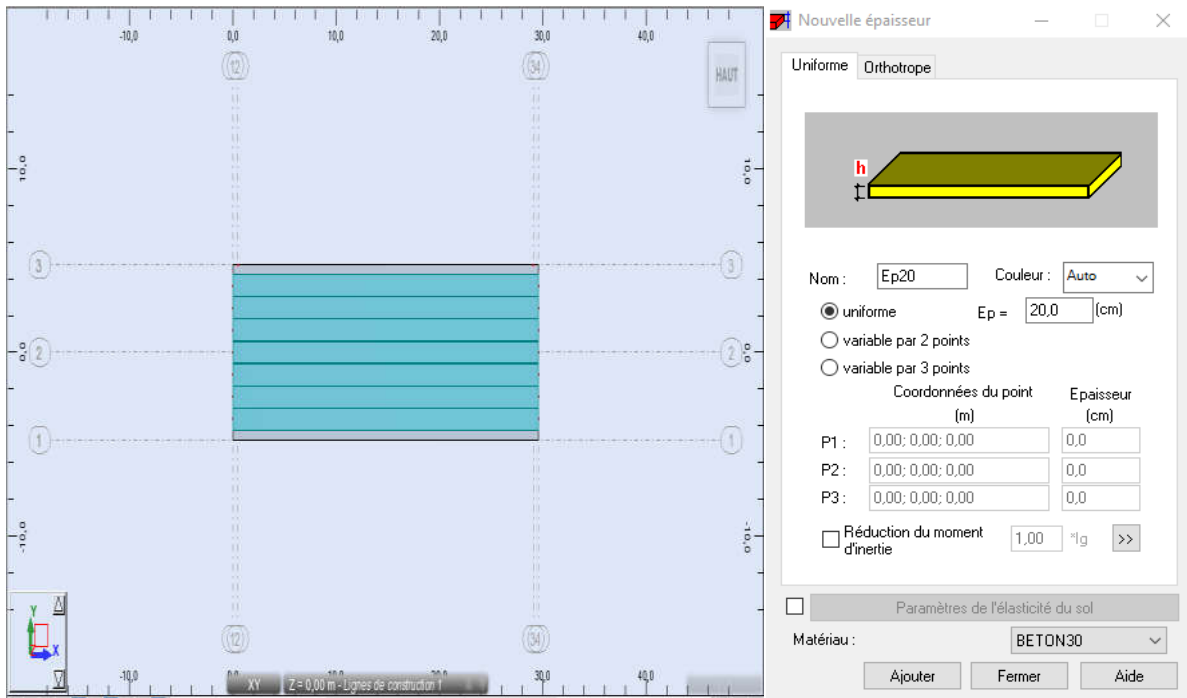 -10,0 0,0 10,0 20,0 30,0 40,0
12 34
HAUT
10,0 10,0
3 3
0,0 2 2 0,0
1 1
-10,0 -10,0
Y
X
12 34
-10,0 0,0 10,0 20,0 30,0 40,0
XY Z = 0,00 m - Lignes de construction 1
Nouvelle épaisseur
Uniforme Orthotrope
h
Nom : Ep20 Couleur : Auto
uniforme Ep = 20,0 (cm)
variable par 2 points
variable par 3 points
Coordonnées du point Epaisseur
(m) (cm)
P1 : 0,00; 0,00; 0,00 0,0
P2 : 0,00; 0,00; 0,00 0,0
P3 : 0,00; 0,00; 0,00 0,0
Réduction du moment
d'inertie 1,00 *Ig >>
Paramètres de l'élasticité du sol
Matériau : BETON30
Ajouter Fermer Aide